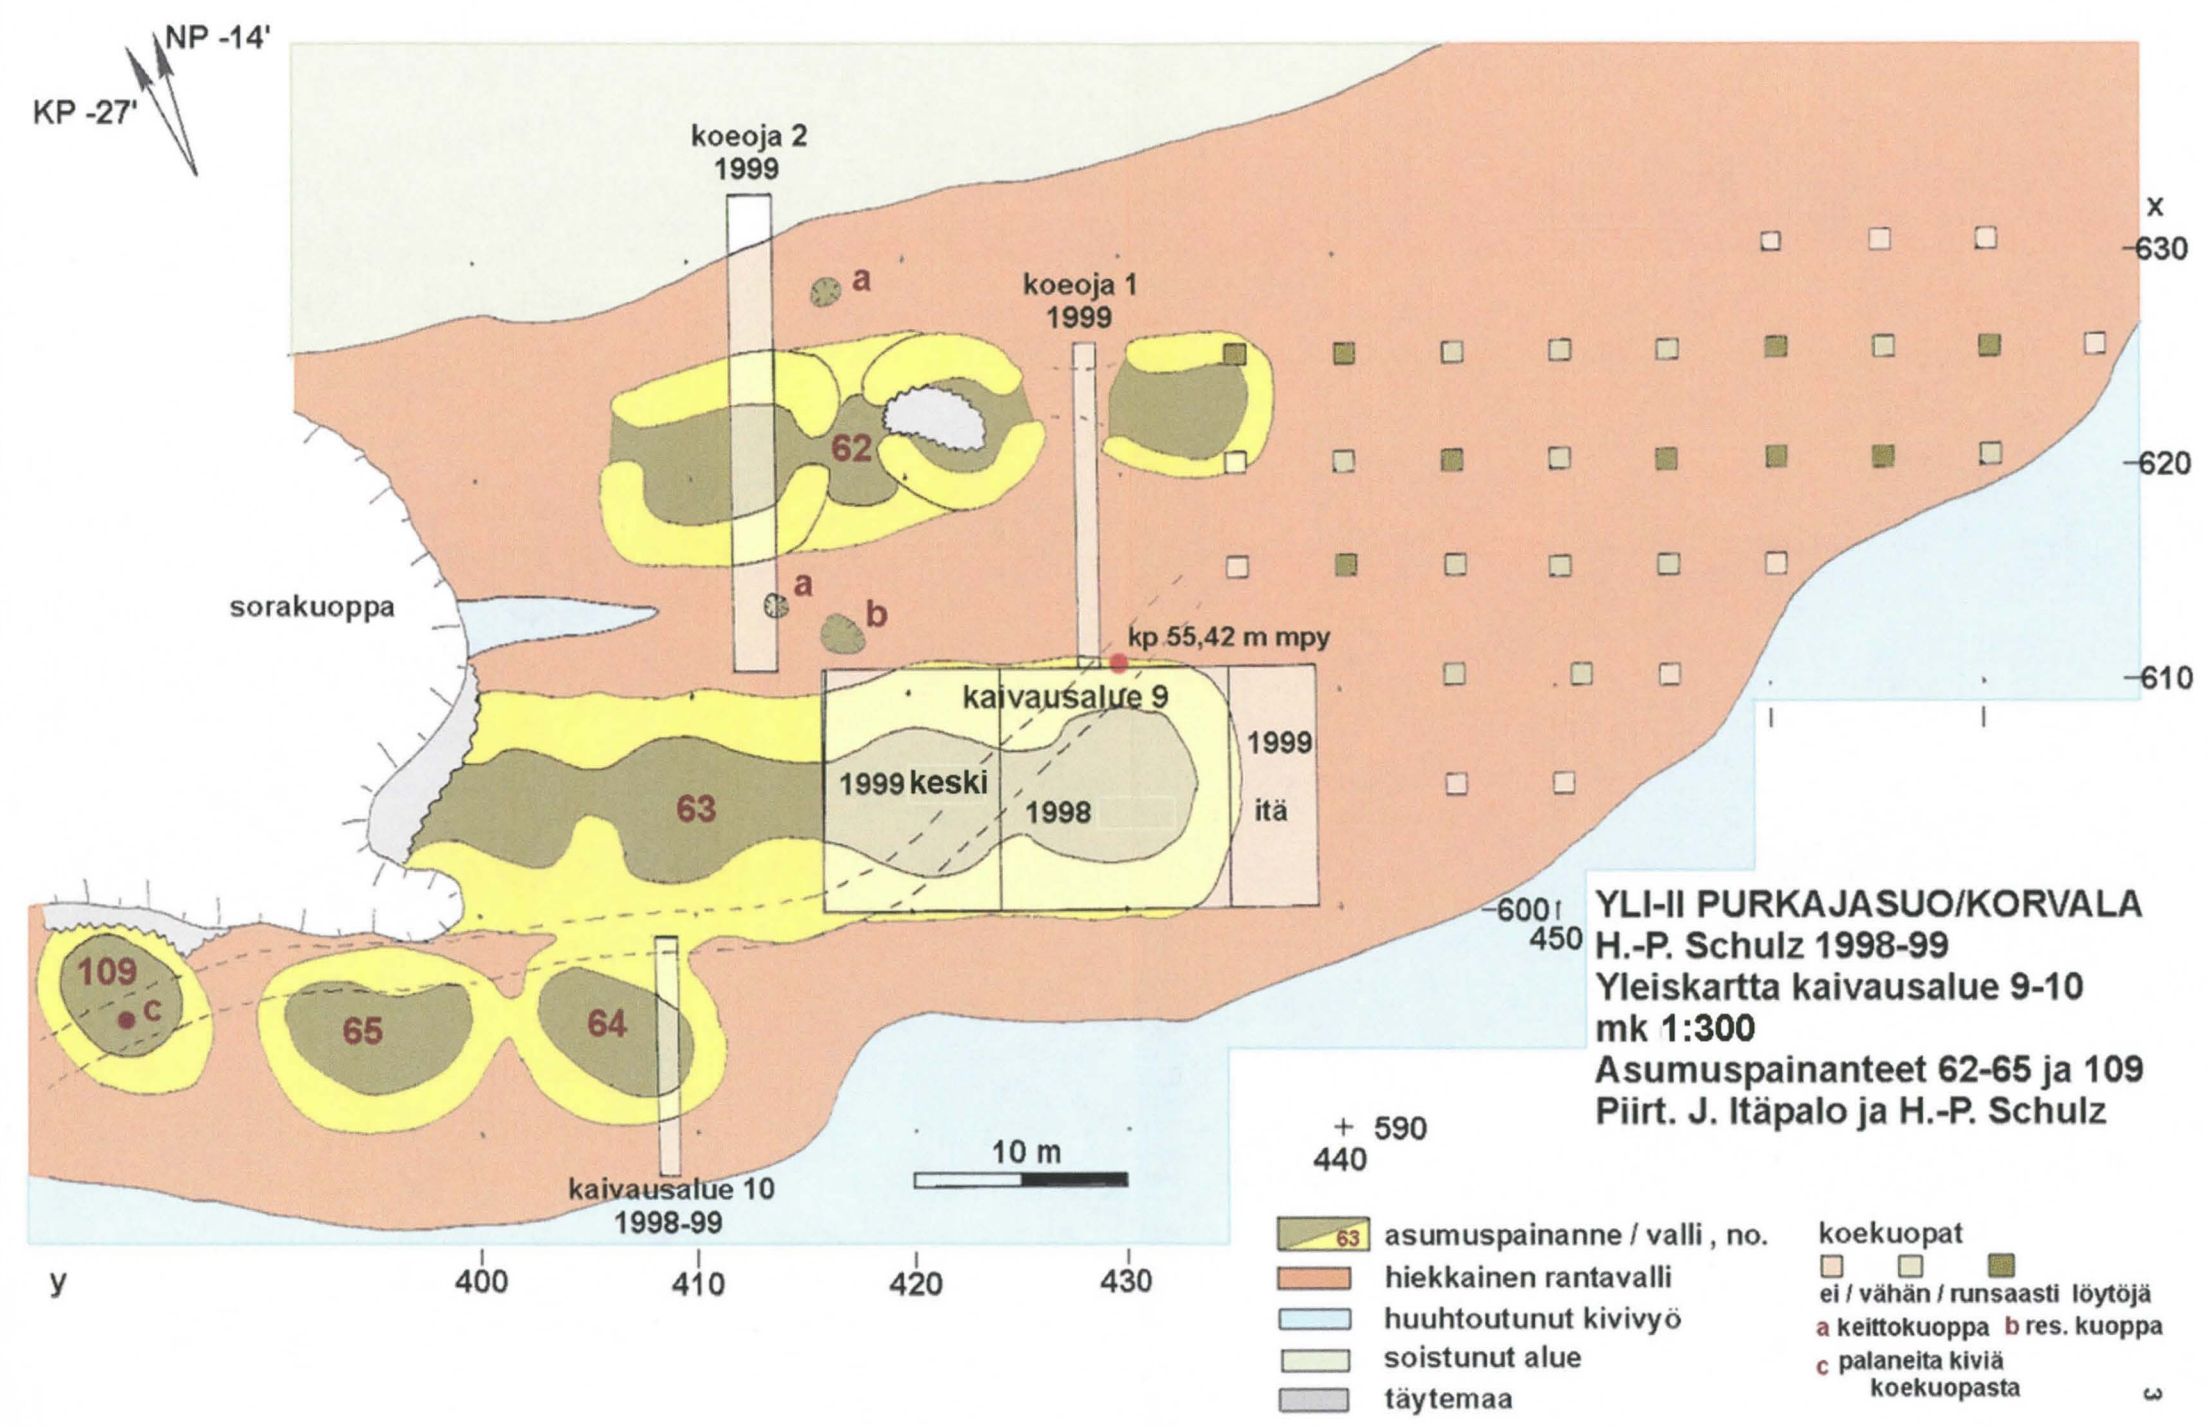 NP -14'
KP -27'
koeoja 2
1999
a
koeoja 1
1999
x
630
62
620
a
b
sorakuoppa
kp 55,42 m mpy
610
kaivausalue 9
1999
1999 keski
63
1998
itä
600
450
109
c
65
64
YLI-II PURKAJASUO/KORVALA
H.-P. Schulz 1998-99
Yleiskartta kaivausalue 9-10
mk 1:300
Asumuspainanteet 62-65 ja 109
Piirt. J. Itäpalo ja H.-P. Schulz
590
440
10 m
kaivausalue 10
1998-99
y
400
410
420
430
63
asumuspainanne / valli , no.
hiekkainen rantavalli
huuhtoutunut kivivyö
soistunut alue
täytemaa
koekuopat
ei / vähän / runsaasti löytöjä
a keittokuoppa b res. kuoppa
c palaneita kiviä
koekuopasta
3